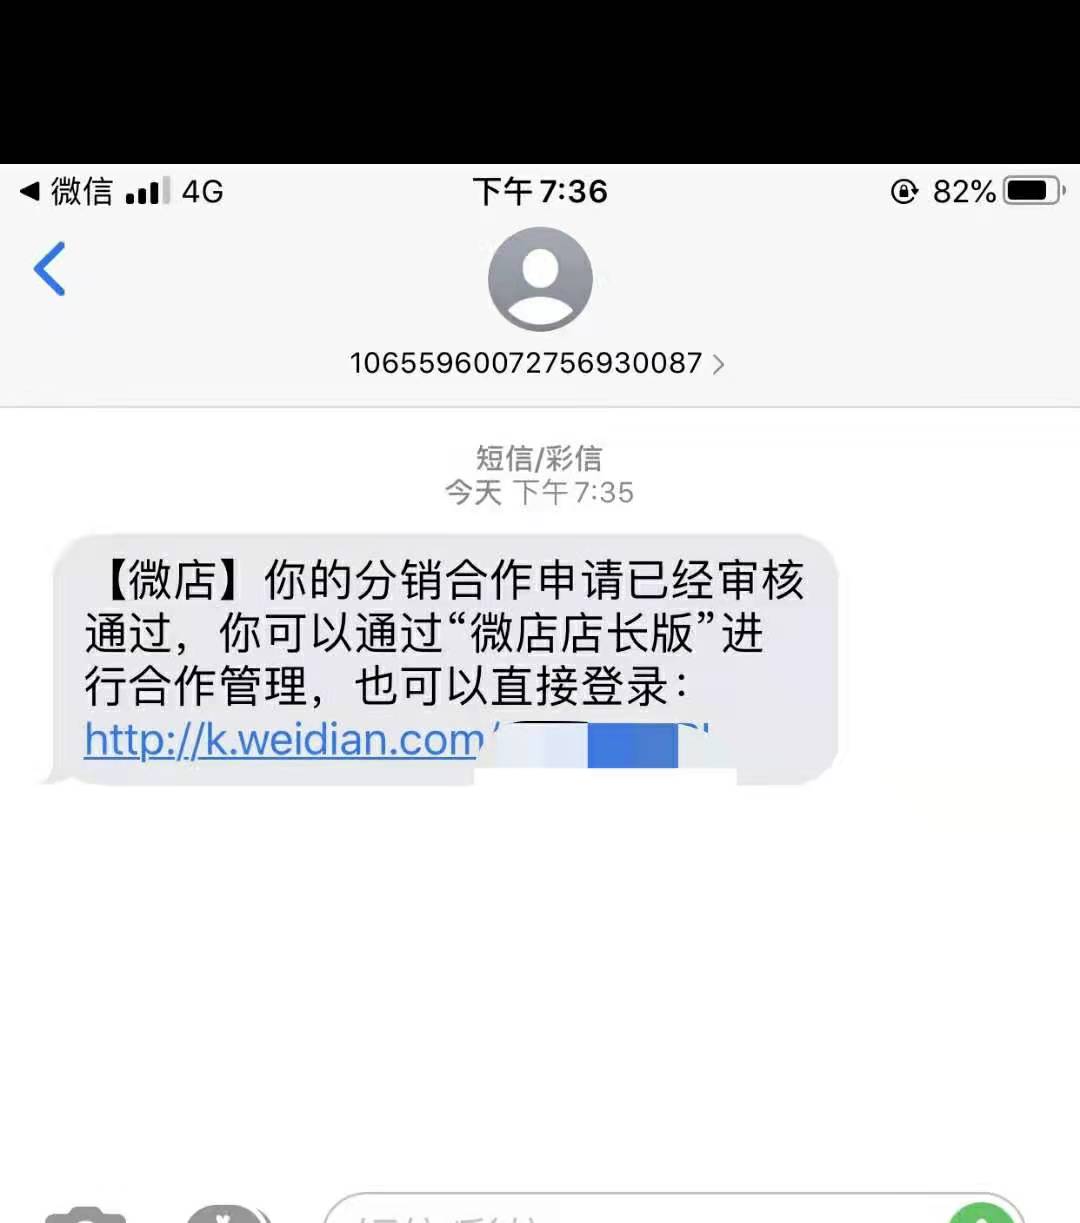 微信 4G 下午7:36 82%
10655960072756930087
短信/彩信
今天 下午7:35
【微店】你的分销合作申请已经审核
通过，你可以通过“微店店长版”进
行合作管理，也可以直接登录：
http://k.weidian.com/